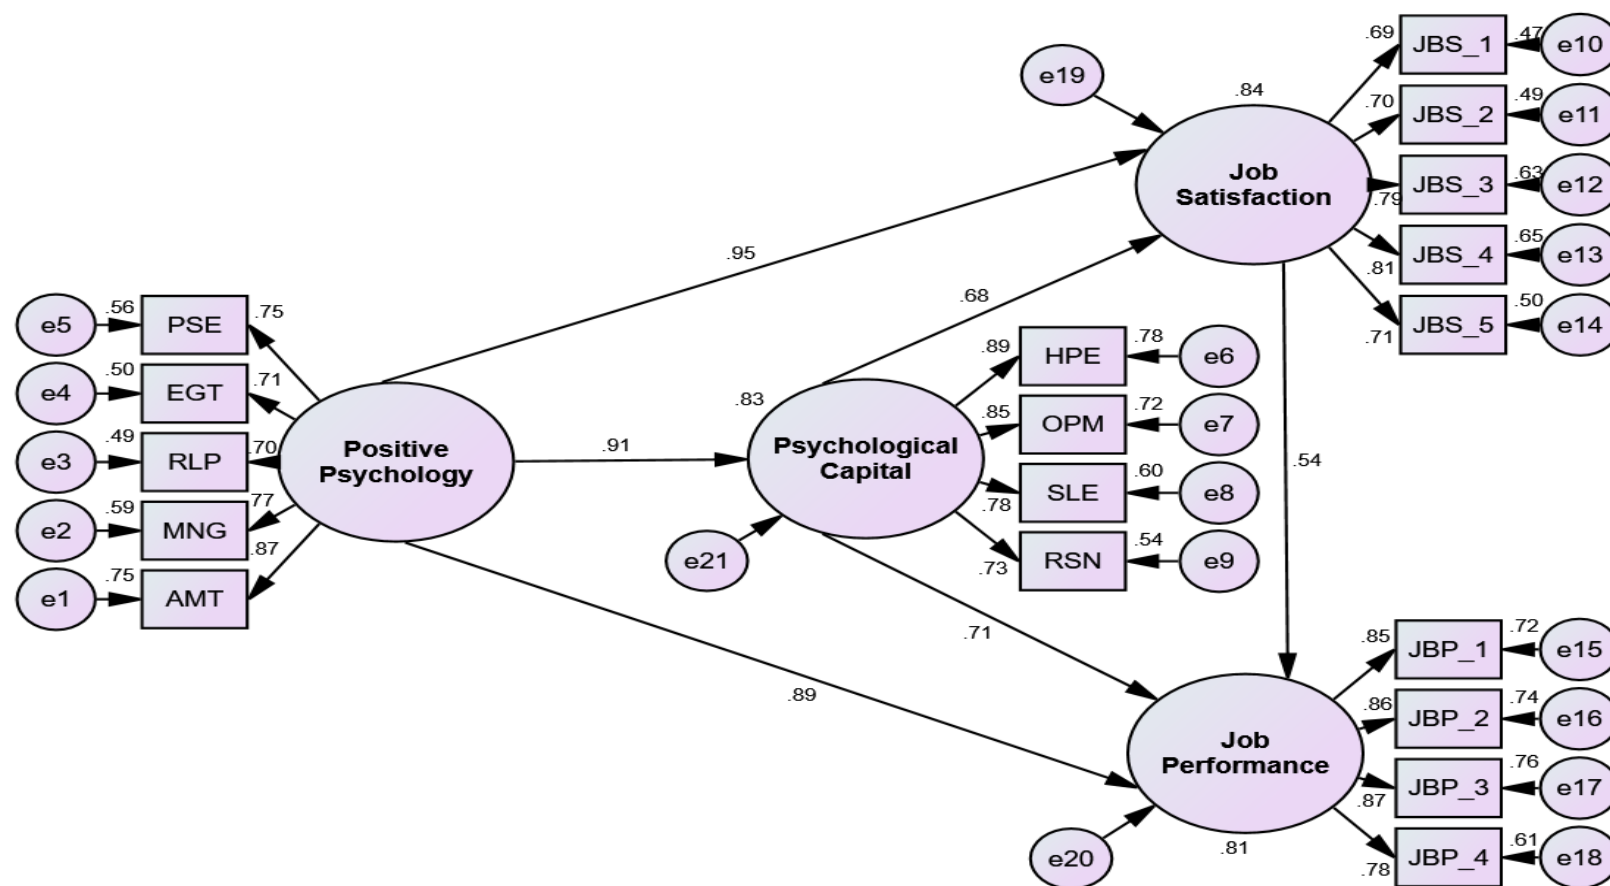 e5
.56
PSE
.75
e4
.50
EGT
.71
e3
.49
RLP
.70
e2
.59
MNG
.77
e1
.75
AMT
.87
Positive
Psychology
.95
.91
.89
e21
.83
Psychological
Capital
.68
.71
.89
HPE
.78
e6
.85
OPM
.72
e7
.78
SLE
.60
e8
.73
RSN
.54
e9
e19
.84
Job
Satisfaction
.54
.69
JBS_1
.47
e10
.70
JBS_2
.49
e11
.79
JBS_3
.63
e12
.81
JBS_4
.65
e13
.71
JBS_5
.50
e14
e20
Job
Performance
.81
.85
JBP_1
.72
e15
.86
JBP_2
.74
e16
.87
JBP_3
.76
e17
.78
JBP_4
.61
e18